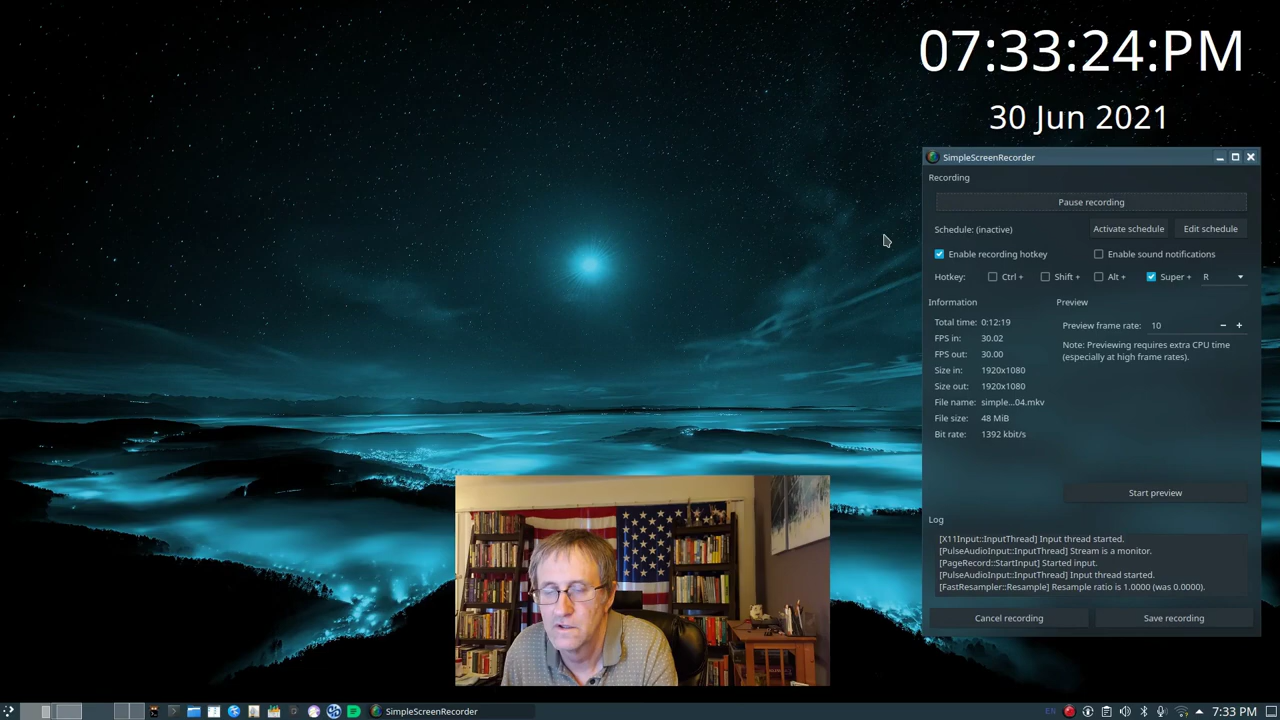 07:33:24:PM
30 Jun 2021
SimpleScreenRecorder
Recording
Pause recording
Schedule: (inactive)
Activate schedule
Edit schedule
Enable recording hotkey
Enable sound notifications
Hotkey:
Ctrl +
Shift +
Alt +
Super +
R
Information
Preview
Total time: 0:12:19
Preview frame rate: 10
FPS in: 30.02
Note: Previewing requires extra CPU time
(especially at high frame rates).
FPS out: 30.00
Size in: 1920x1080
Size out: 1920x1080
File name: simple...04.mkv
File size: 48 MiB
Bit rate: 1392 kbit/s
Start preview
Log
[X11Input::InputThread] Input thread started.
[PulseAudioInput::InputThread] Stream is a monitor.
[PageRecord::StartInput] Started input.
[PulseAudioInput::InputThread] Input thread started.
[FastResampler::Resample] Resample ratio is 1.0000 (was 0.0000).
Cancel recording
Save recording
SimpleScreenRecorder
EN
7:33 PM